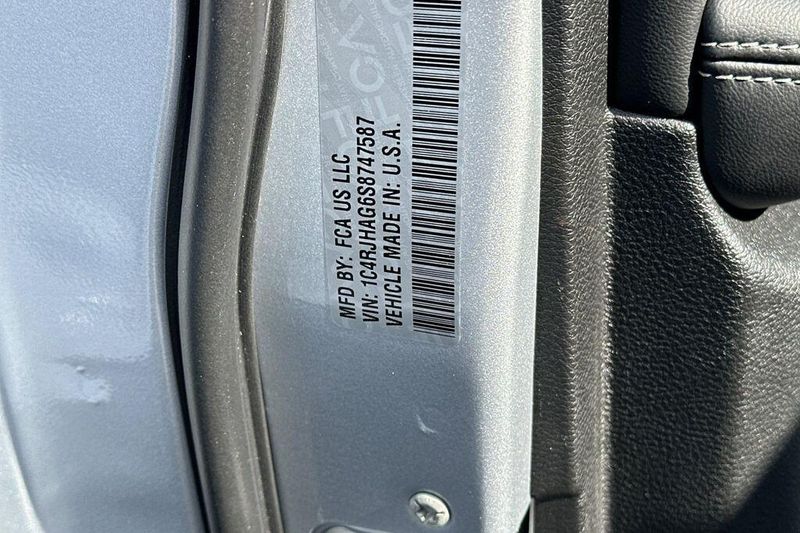 MFD BY: FCA US LLC
VIN: 1C4RJHAG6S8747587
VEHICLE MADE IN: U.S.A.